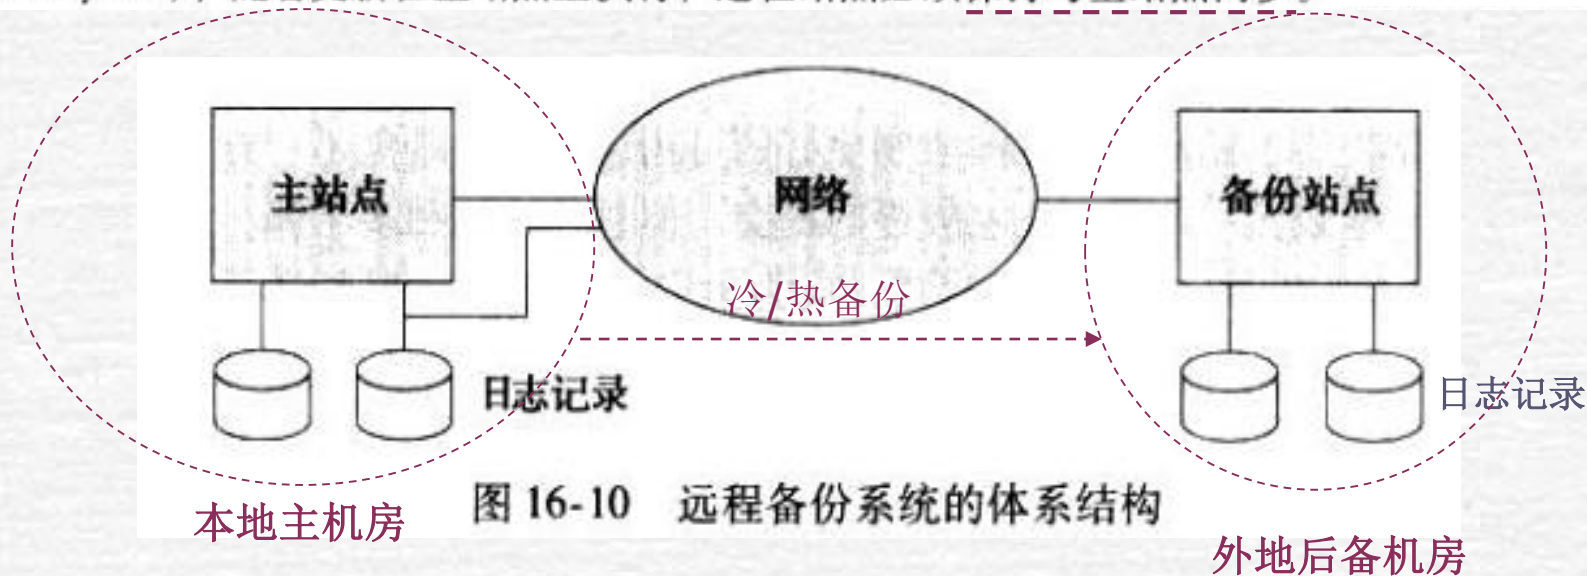 主站点
网络
备份站点
冷/热备份
日志记录
日志记录
图 16-10 远程备份系统的体系结构
本地主机房
外地后备机房